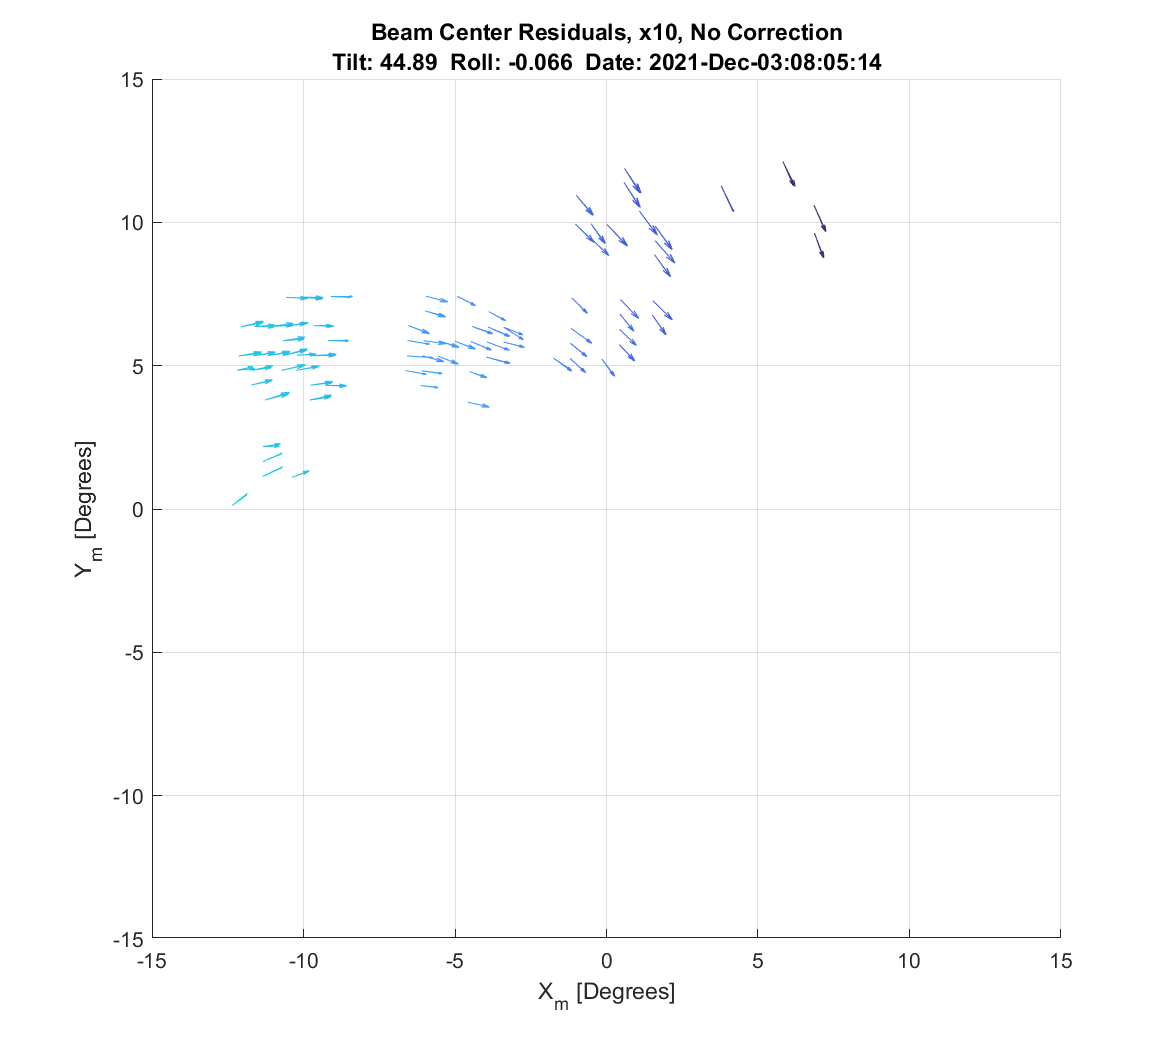 Beam Center Residuals, x10, No Correction
Tilt: 44.89 Roll: -0.066 Date: 2021-Dec-03:08:05:14
15
10
5
0
-5
-10
-15
Y_m [Degrees]
-15 -10 -5 0 5 10 15
X_m [Degrees]